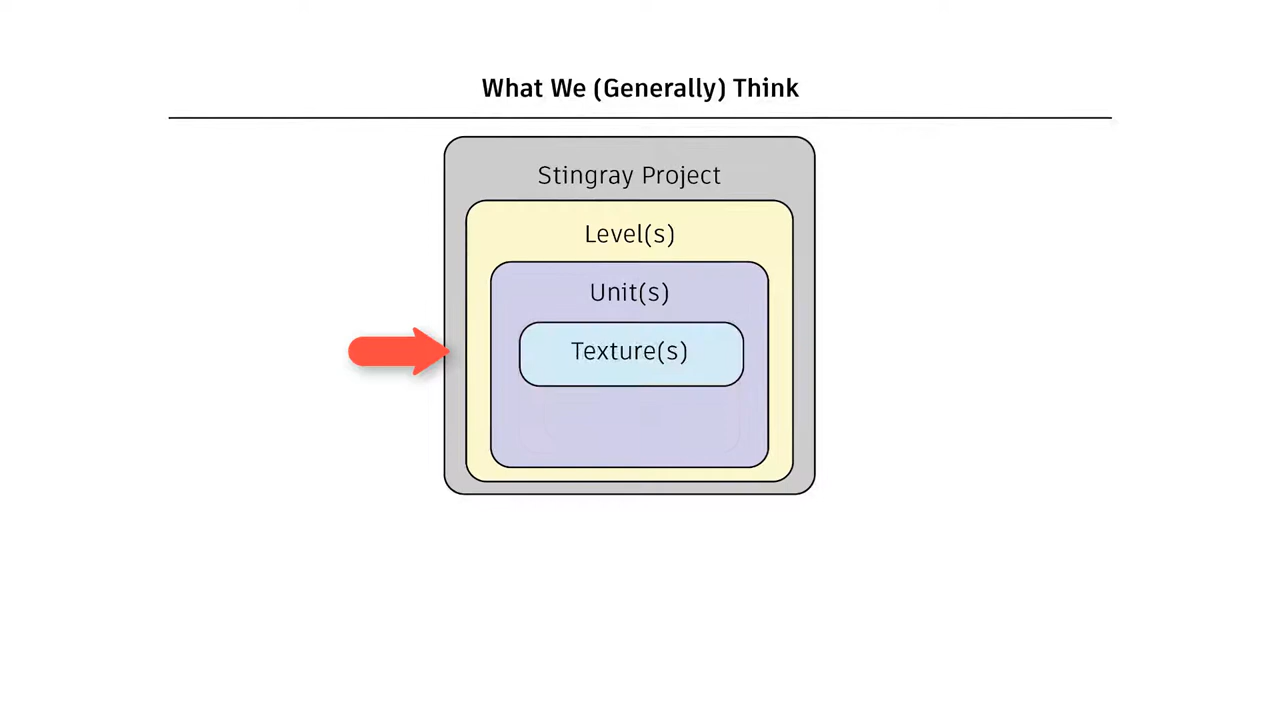 What We (Generally) Think
Stingray Project
Level(s)
Unit(s)
Texture(s)